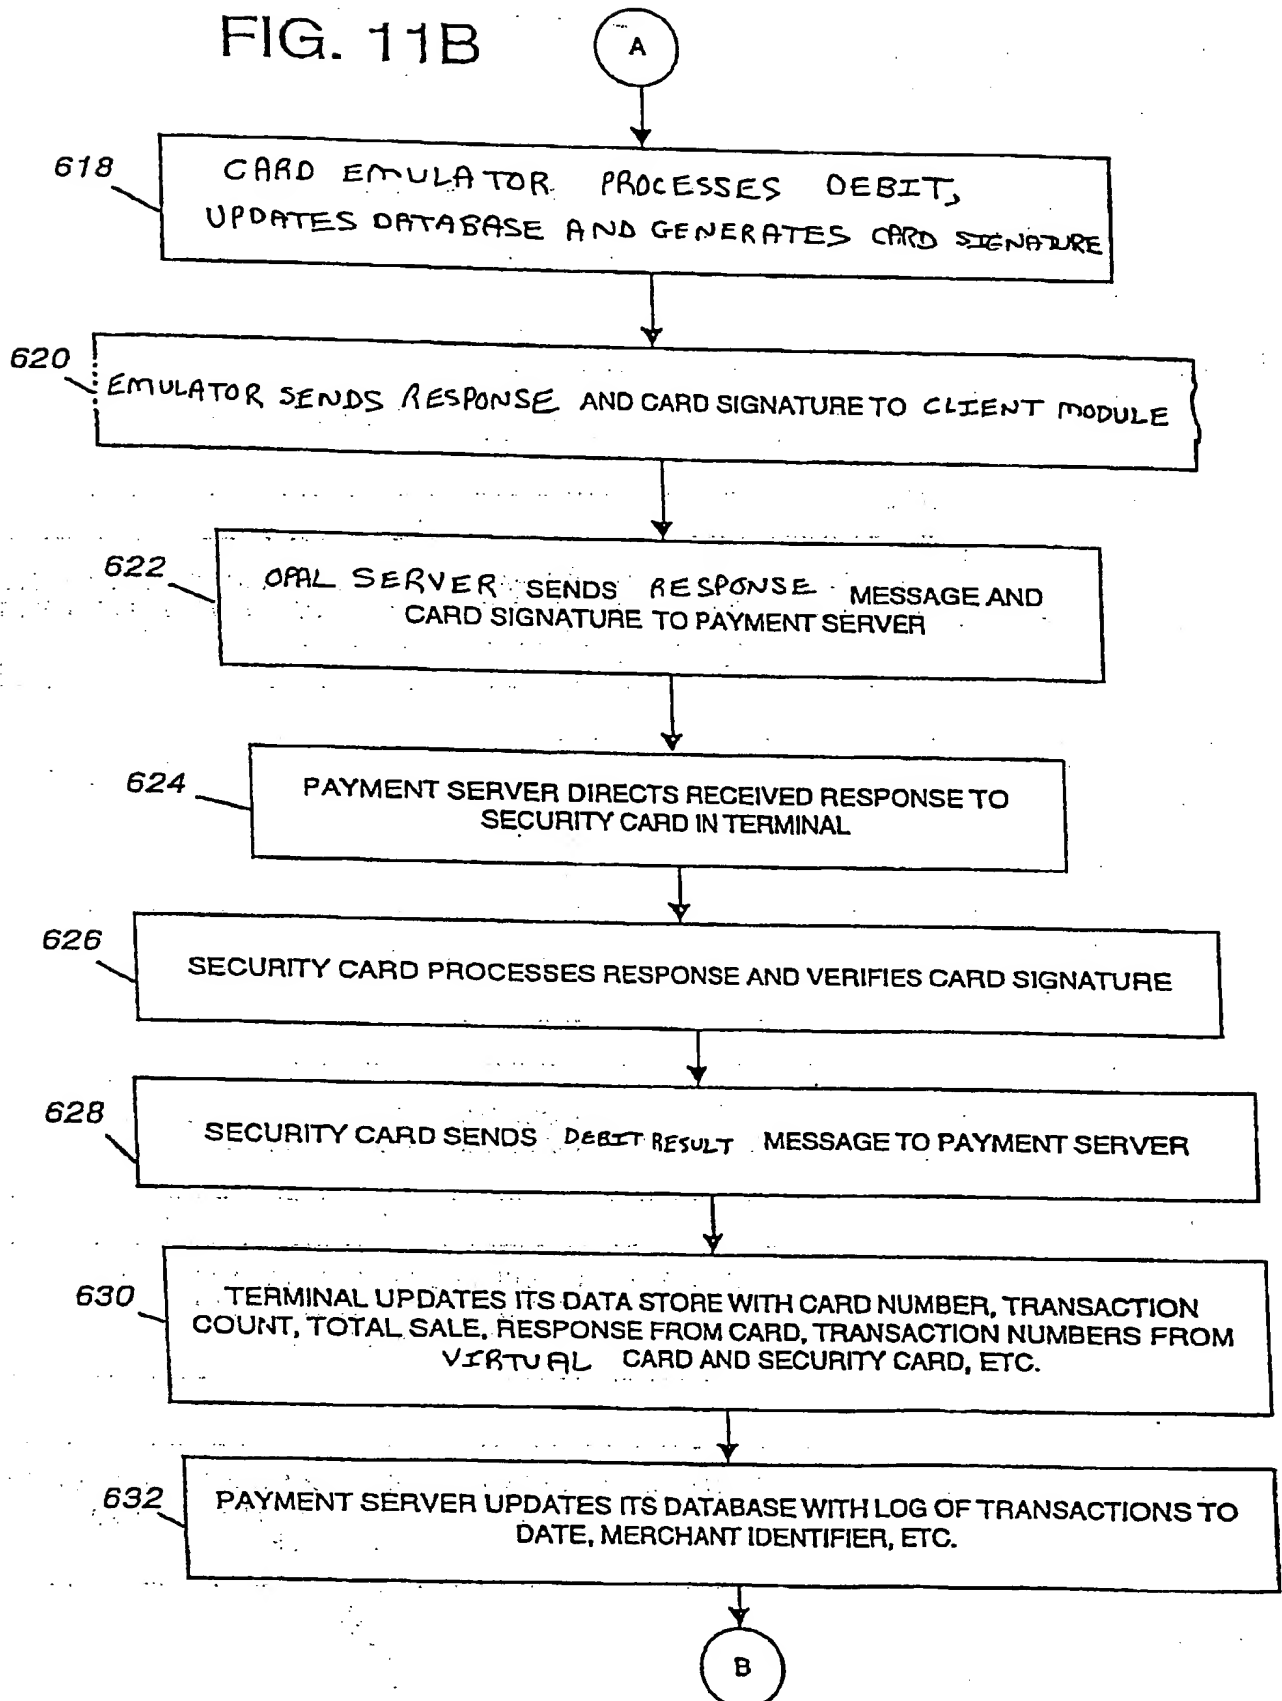 FIG. 11B
A
618
CARD EMULATOR PROCESSES DEBIT,
UPDATES DATABASE AND GENERATES CARD SIGNATURE
620
EMULATOR SENDS RESPONSE AND CARD SIGNATURE TO CLIENT MODULE
622
OPAL SERVER SENDS RESPONSE MESSAGE AND
CARD SIGNATURE TO PAYMENT SERVER
624
PAYMENT SERVER DIRECTS RECEIVED RESPONSE TO
SECURITY CARD IN TERMINAL
626
SECURITY CARD PROCESSES RESPONSE AND VERIFIES CARD SIGNATURE
628
SECURITY CARD SENDS DEBIT RESULT MESSAGE TO PAYMENT SERVER
630
TERMINAL UPDATES ITS DATA STORE WITH CARD NUMBER, TRANSACTION
COUNT, TOTAL SALE, RESPONSE FROM CARD, TRANSACTION NUMBERS FROM
VIRTUAL CARD AND SECURITY CARD, ETC.
632
PAYMENT SERVER UPDATES ITS DATABASE WITH LOG OF TRANSACTIONS TO
DATE, MERCHANT IDENTIFIER, ETC.
B